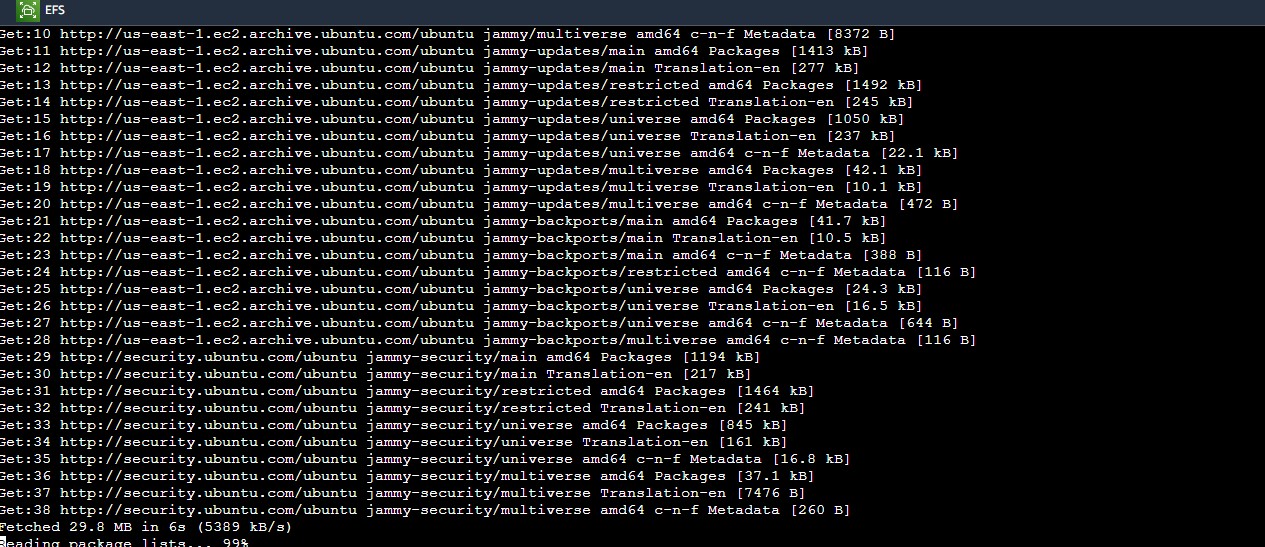 EFS
Get:10 http://us-east-1.ec2.archive.ubuntu.com/ubuntu jammy/multiverse amd64 c-n-f Metadata [8372 B]
Get:11 http://us-east-1.ec2.archive.ubuntu.com/ubuntu jammy-updates/main amd64 Packages [1413 kB]
Get:12 http://us-east-1.ec2.archive.ubuntu.com/ubuntu jammy-updates/main Translation-en [277 kB]
Get:13 http://us-east-1.ec2.archive.ubuntu.com/ubuntu jammy-updates/restricted amd64 Packages [1492 kB]
Get:14 http://us-east-1.ec2.archive.ubuntu.com/ubuntu jammy-updates/restricted Translation-en [245 kB]
Get:15 http://us-east-1.ec2.archive.ubuntu.com/ubuntu jammy-updates/universe amd64 Packages [1050 kB]
Get:16 http://us-east-1.ec2.archive.ubuntu.com/ubuntu jammy-updates/universe Translation-en [237 kB]
Get:17 http://us-east-1.ec2.archive.ubuntu.com/ubuntu jammy-updates/universe amd64 c-n-f Metadata [22.1 kB]
Get:18 http://us-east-1.ec2.archive.ubuntu.com/ubuntu jammy-updates/multiverse amd64 Packages [42.1 kB]
Get:19 http://us-east-1.ec2.archive.ubuntu.com/ubuntu jammy-updates/multiverse Translation-en [10.1 kB]
Get:20 http://us-east-1.ec2.archive.ubuntu.com/ubuntu jammy-updates/multiverse amd64 c-n-f Metadata [472 B]
Get:21 http://us-east-1.ec2.archive.ubuntu.com/ubuntu jammy-backports/main amd64 Packages [41.7 kB]
Get:22 http://us-east-1.ec2.archive.ubuntu.com/ubuntu jammy-backports/main Translation-en [10.5 kB]
Get:23 http://us-east-1.ec2.archive.ubuntu.com/ubuntu jammy-backports/main amd64 c-n-f Metadata [388 B]
Get:24 http://us-east-1.ec2.archive.ubuntu.com/ubuntu jammy-backports/restricted amd64 c-n-f Metadata [116 B]
Get:25 http://us-east-1.ec2.archive.ubuntu.com/ubuntu jammy-backports/universe amd64 Packages [24.3 kB]
Get:26 http://us-east-1.ec2.archive.ubuntu.com/ubuntu jammy-backports/universe Translation-en [16.5 kB]
Get:27 http://us-east-1.ec2.archive.ubuntu.com/ubuntu jammy-backports/universe amd64 c-n-f Metadata [644 B]
Get:28 http://us-east-1.ec2.archive.ubuntu.com/ubuntu jammy-backports/multiverse amd64 c-n-f Metadata [116 B]
Get:29 http://security.ubuntu.com/ubuntu jammy-security/main amd64 Packages [1194 kB]
Get:30 http://security.ubuntu.com/ubuntu jammy-security/main Translation-en [217 kB]
Get:31 http://security.ubuntu.com/ubuntu jammy-security/restricted amd64 Packages [1464 kB]
Get:32 http://security.ubuntu.com/ubuntu jammy-security/restricted Translation-en [241 kB]
Get:33 http://security.ubuntu.com/ubuntu jammy-security/universe amd64 Packages [845 kB]
Get:34 http://security.ubuntu.com/ubuntu jammy-security/universe Translation-en [161 kB]
Get:35 http://security.ubuntu.com/ubuntu jammy-security/universe amd64 c-n-f Metadata [16.8 kB]
Get:36 http://security.ubuntu.com/ubuntu jammy-security/multiverse amd64 Packages [37.1 kB]
Get:37 http://security.ubuntu.com/ubuntu jammy-security/multiverse Translation-en [7476 B]
Get:38 http://security.ubuntu.com/ubuntu jammy-security/multiverse amd64 c-n-f Metadata [260 B]
Fetched 29.8 MB in 6s (5389 kB/s)
Reading package lists... 99%